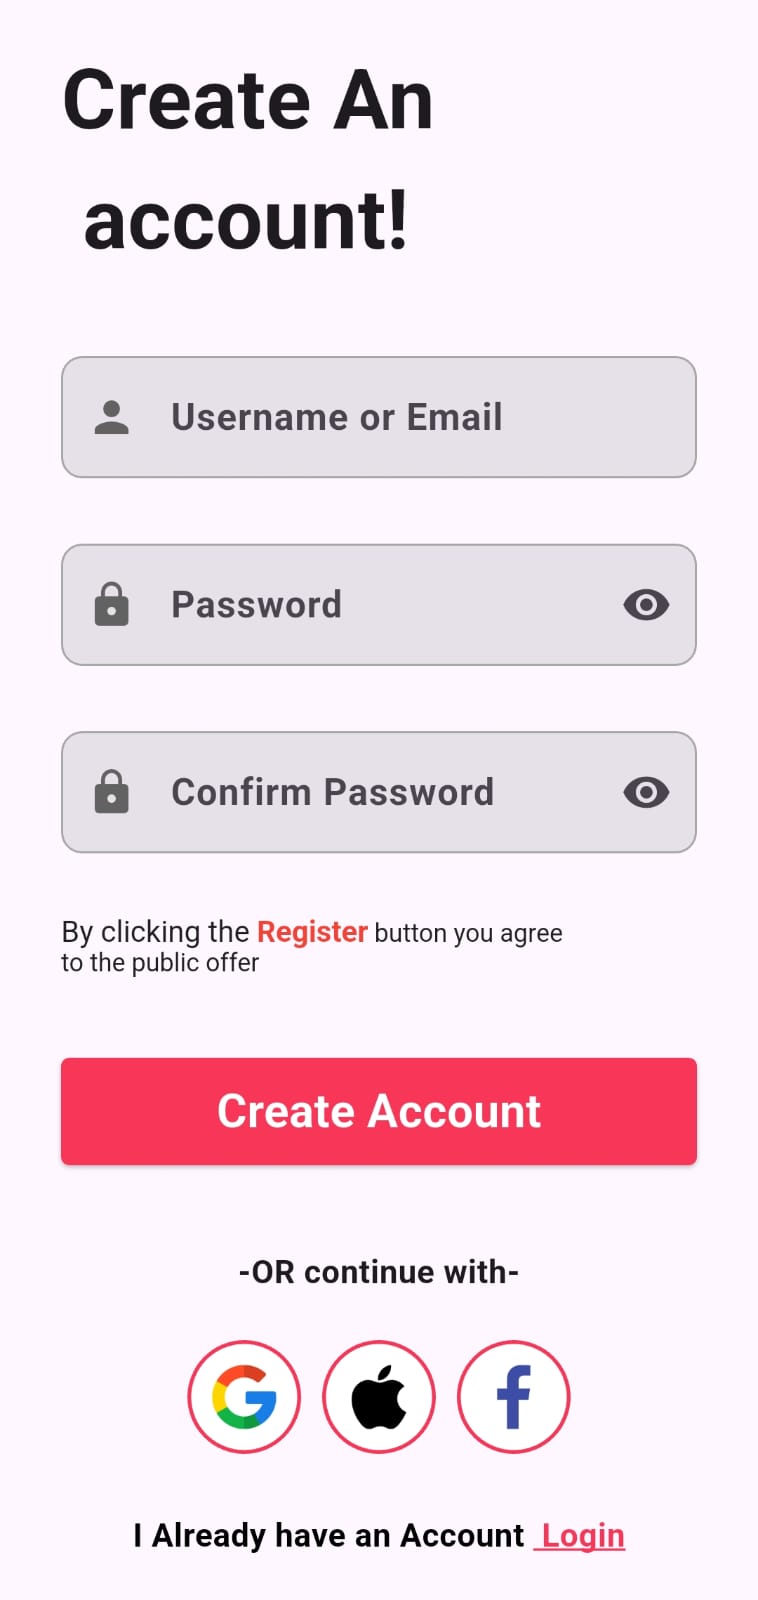 Create An
account!
Username or Email
Password
Confirm Password
By clicking the Register button you agree
to the public offer
Create Account
-OR continue with-
I Already have an Account Login